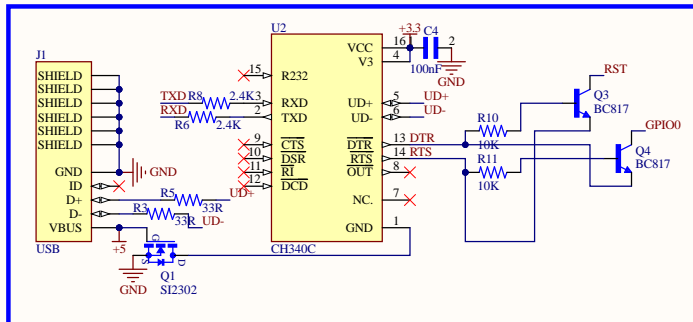 U2
+3.3
C4
100nF
2
GND
J1
SHIELD
SHIELD
SHIELD
SHIELD
SHIELD
SHIELD
GND
ID
D+
D-
VBUS
USB
GND
TXD R8 2.4K
RXD
R6 2.4K
15 R232
3 RXD
2 TXD
9 CTS
10 DSR
11 RI
12 DCD
VCC 16
V3 4
UD+ 5 UD+
UD- 6 UD-
DTR 13 DTR
RTS 14 RTS
OUT 8
NC. 7
GND 1
CH340C
1
R5 33R UD+
R3 33R UD-
+5
G
S
D
GND
Q1
SI2302
R10
10K
R11
10K
RST
Q3
BC817
GPIO0
Q4
BC817